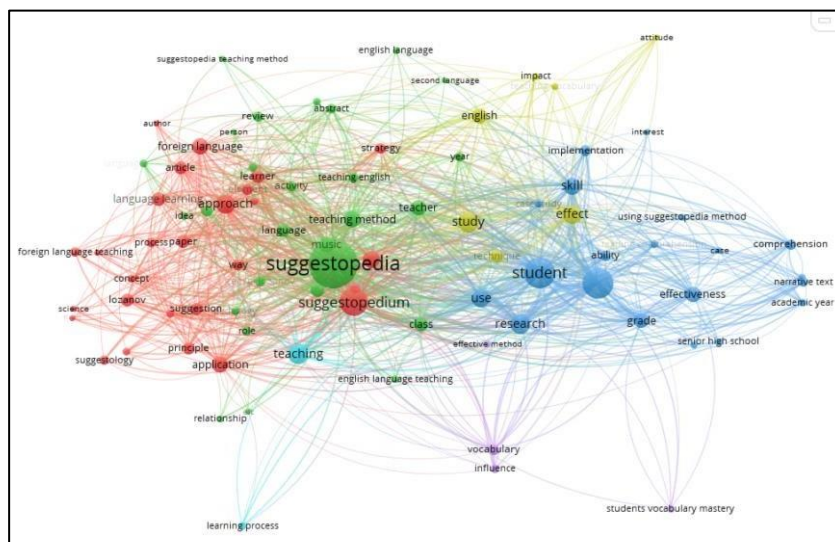 attitude
english language
suggestopedia teaching method
second language
impact
abstract
review
english
author
person
interest
foreign language
strategy
implementation
year
article
learner
teaching english
skill
activity
language learning
idea
approach
teaching method
teacher
study
effect
using suggestopedia method
language
music
technique
foreign languege teaching
process
paper
way
suggestopedia
student
ability
case
comprehension
concept
narrative text
lozanov
suggestion
suggestopedium
use
effectiveness
academic year
science
role
class
research
grade
principle
effective method
senior high school
suggestology
application
teaching
english language teaching
relationship
vocabulary
influence
students vocabulary mastery
learning process